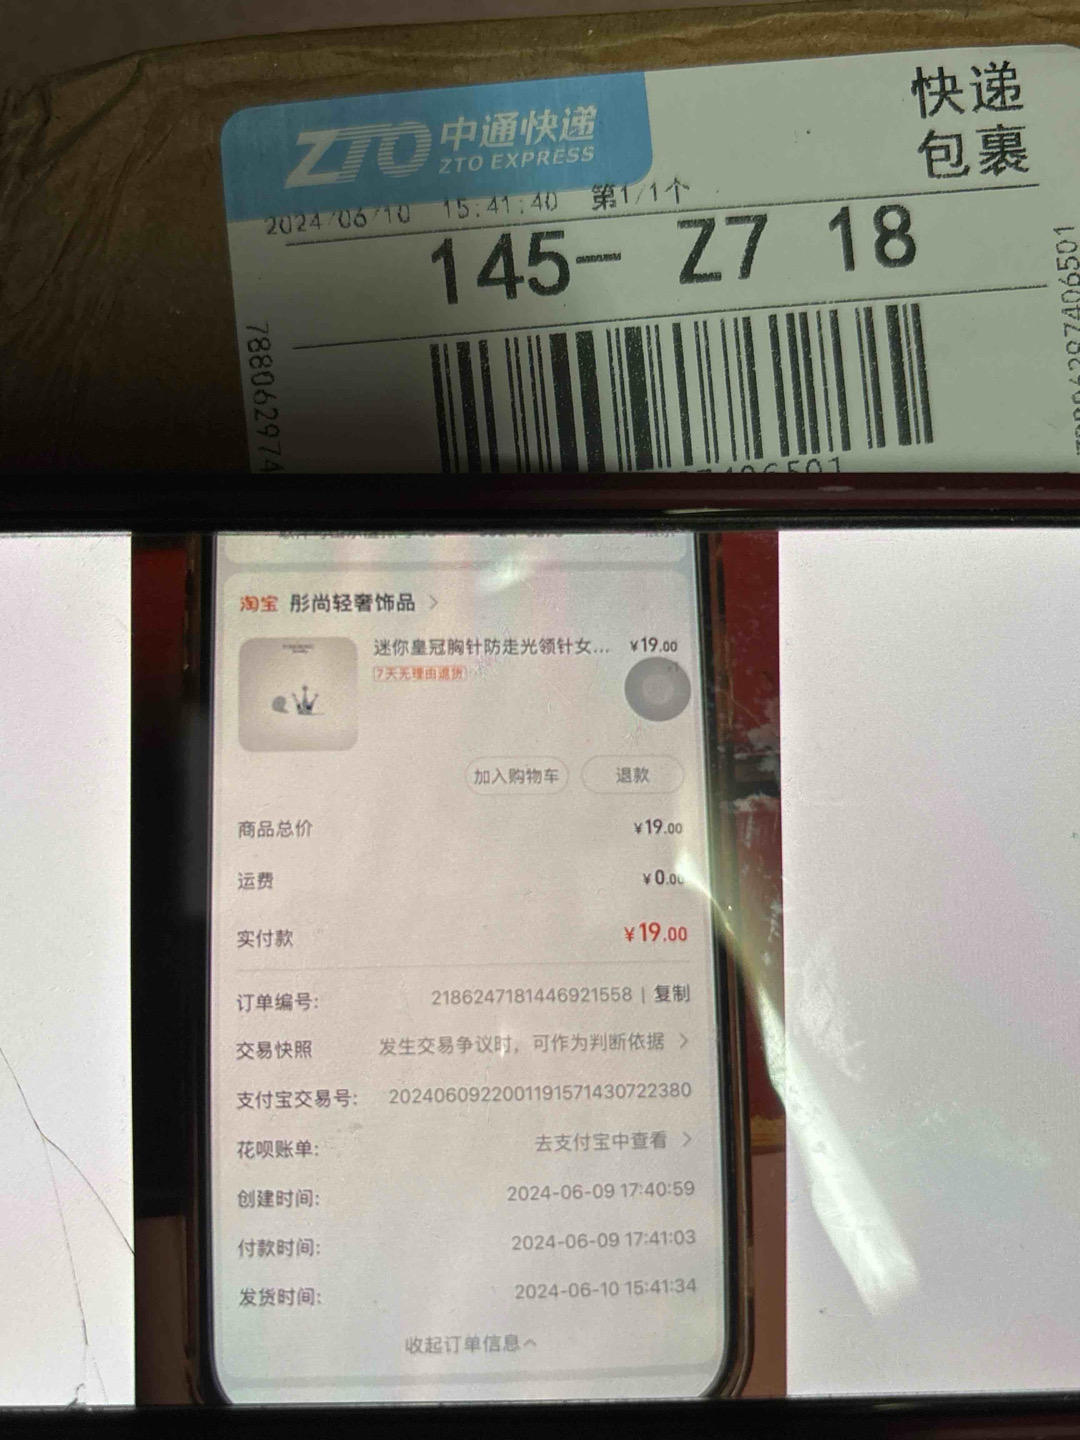 ZTO 中通快递
ZTO EXPRESS
快递
包裹
2024/06/10 15:41:40 第1/1个
145- Z7 18
淘宝 彤尚轻奢饰品 >
迷你皇冠胸针防走光领针女... ¥19.00
7天无理由退货
x1
加入购物车 退款
商品总价 ¥19.00
运费 ¥0.00
实付款 ¥19.00
订单编号: 2186247181446921558 | 复制
交易快照 发生交易争议时，可作为判断依据 >
支付宝交易号: 2024060922001191571430722380
花呗账单: 去支付宝中查看 >
创建时间: 2024-06-09 17:40:59
付款时间: 2024-06-09 17:41:03
发货时间: 2024-06-10 15:41:34
收起订单信息